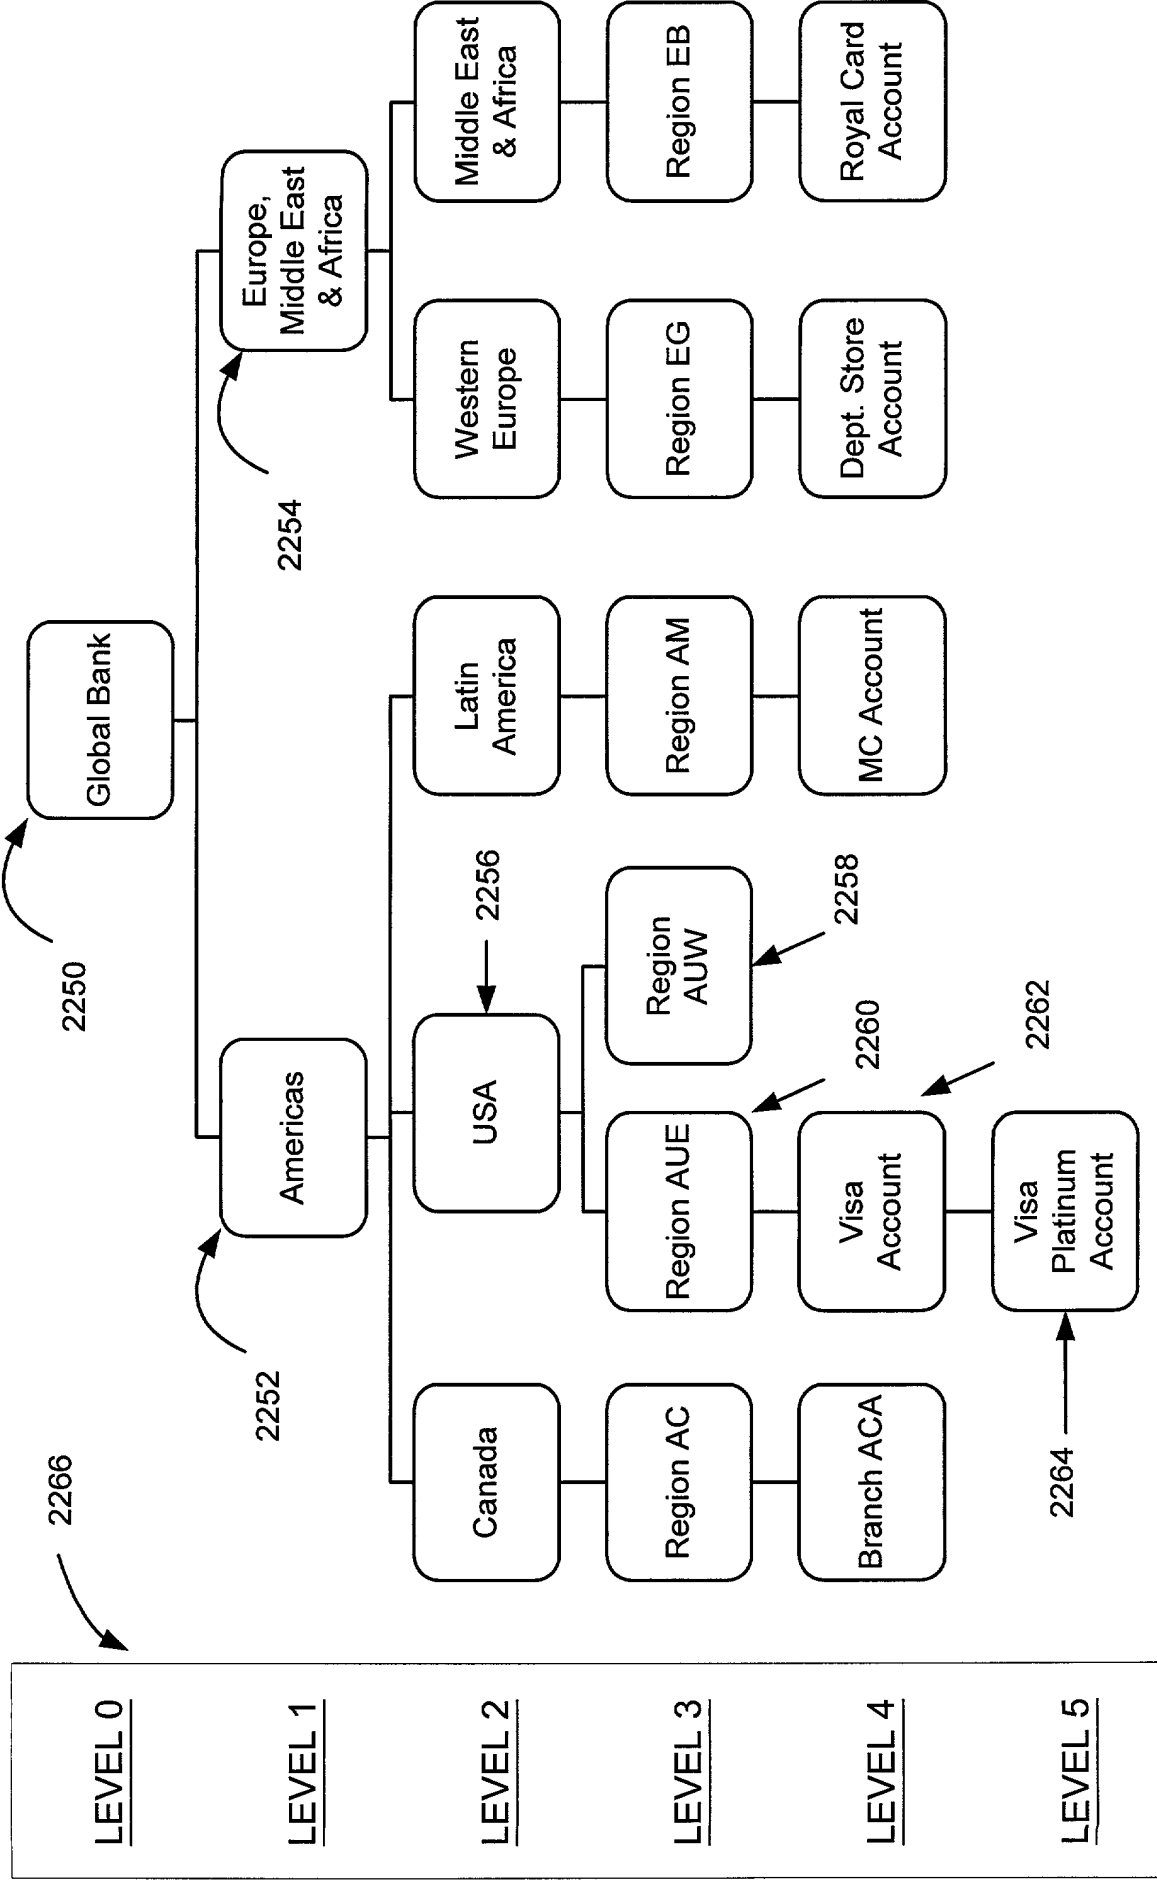 2266
LEVEL 0
LEVEL 1
LEVEL 2
LEVEL 3
LEVEL 4
LEVEL 5
2250
Global Bank
2252
Americas
2254
Europe,
Middle East
& Africa
Canada
USA
2256
Latin
America
Western
Europe
Middle East
& Africa
Region AC
Region AUE
2260
Region
AUW
2258
Region AM
Region EG
Region EB
Branch ACA
Visa
Account
2262
MC Account
Dept. Store
Account
Royal Card
Account
2264
Visa
Platinum
Account